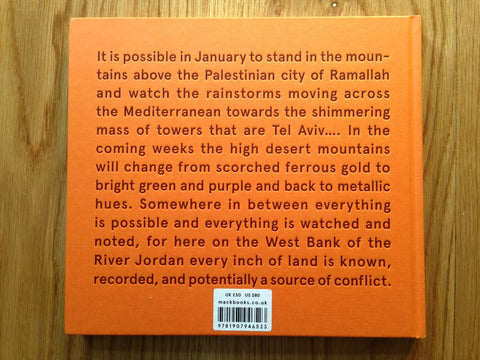 It is possible in January to stand in the moun-
tains above the Palestinian city of Ramallah
and watch the rainstorms moving across
the Mediterranean towards the shimmering
mass of towers that are Tel Aviv.... In the
coming weeks the high desert mountains
will change from scorched ferrous gold to
bright green and purple and back to metallic
hues. Somewhere in between everything
is possible and everything is watched and
noted, for here on the West Bank of the
River Jordan every inch of land is known,
recorded, and potentially a source of conflict.
UK £50 US $80
mackbooks.co.uk
9781907946523